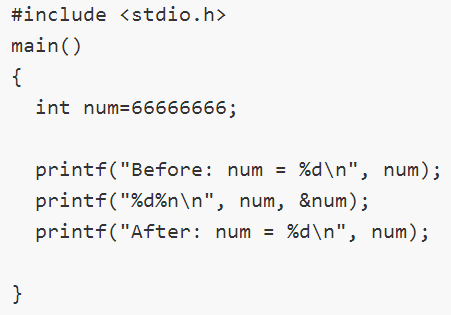 #include <stdio.h>
main()
{
int num=66666666;
printf("Before: num = %d\n", num);
printf("%d%n\n", num, &num);
printf("After: num = %d\n", num);
}